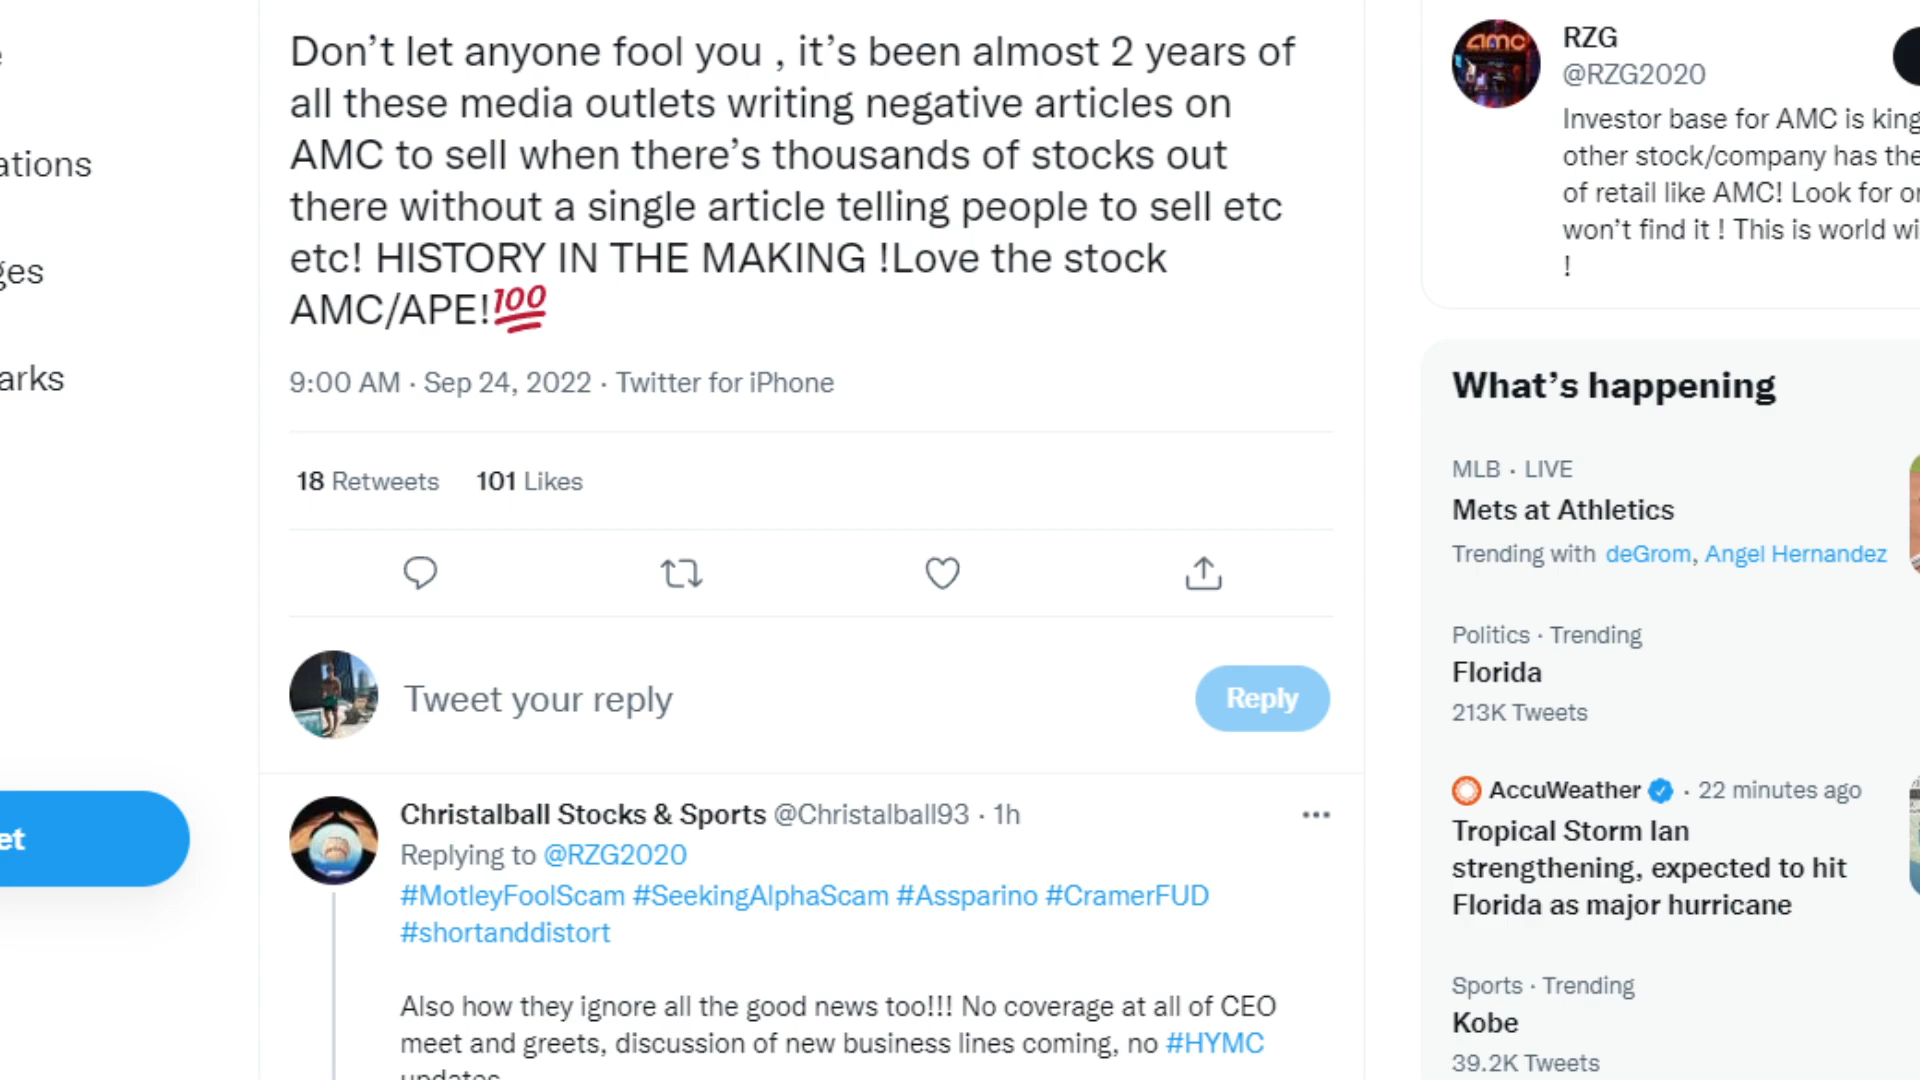 Don’t let anyone fool you , it’s been almost 2 years of
all these media outlets writing negative articles on
AMC to sell when there’s thousands of stocks out
there without a single article telling people to sell etc
etc! HISTORY IN THE MAKING !Love the stock
AMC/APE!💯
9:00 AM · Sep 24, 2022 · Twitter for iPhone
18 Retweets 101 Likes
Tweet your reply
Reply
Christalball Stocks & Sports @Christalball93 · 1h
Replying to @RZG2020
#MotleyFoolScam #SeekingAlphaScam #Assparino #CramerFUD
#shortanddistort
Also how they ignore all the good news too!!! No coverage at all of CEO
meet and greets, discussion of new business lines coming, no #HYMC
amc
RZG
@RZG2020
Investor base for AMC is king
other stock/company has the
of retail like AMC! Look for
won’t find it ! This is world
!
What’s happening
MLB · LIVE
Mets at Athletics
Trending with deGrom, Angel Hernandez
Politics · Trending
Florida
213K Tweets
AccuWeather · 22 minutes ago
Tropical Storm Ian
strengthening, expected to hit
Florida as major hurricane
Sports · Trending
Kobe
39.2K Tweets